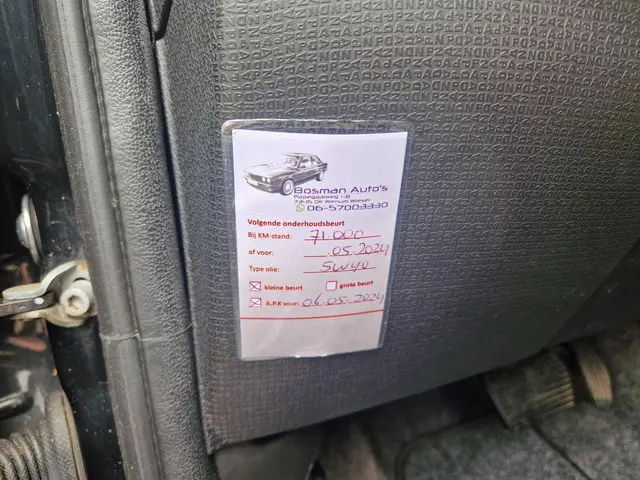 Bosman Auto's
06-57003330
Volgende onderhoudsbeurt
Bij KM-stand: 71.000
of voor: .05.2024
Type olie: 5W40
kleine beurt grote beurt
A.P.K voor: 06.05.2024